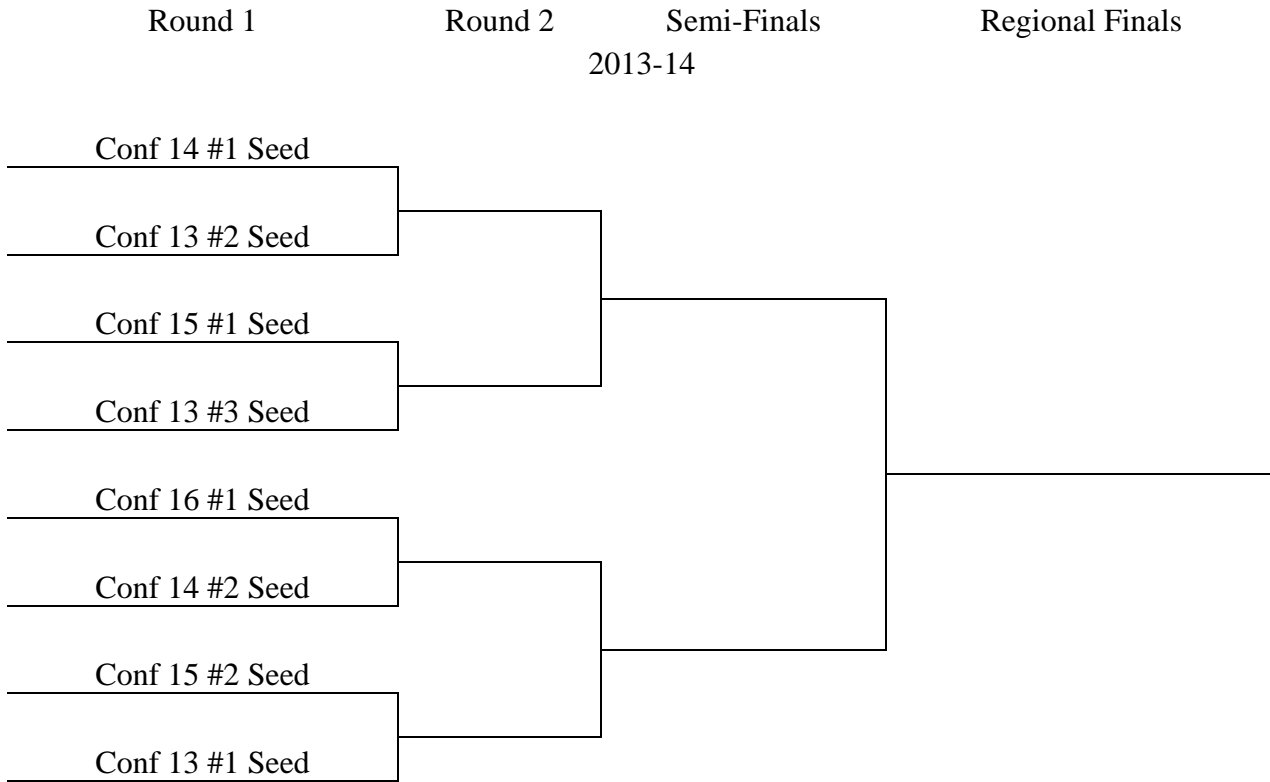 Round 1 Round 2 Semi-Finals Regional Finals
2013-14
Conf 14 #1 Seed
Conf 13 #2 Seed
Conf 15 #1 Seed
Conf 13 #3 Seed
Conf 16 #1 Seed
Conf 14 #2 Seed
Conf 15 #2 Seed
Conf 13 #1 Seed